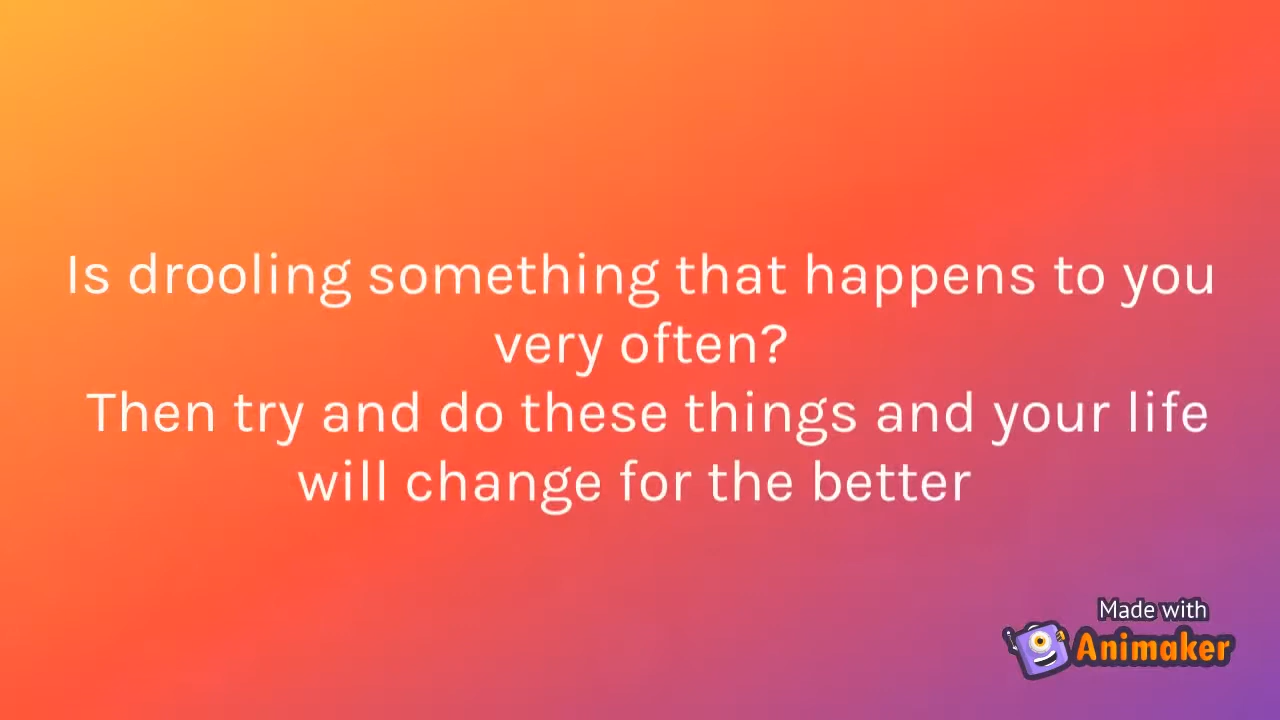 Is drooling something that happens to you
very often?
Then try and do these things and your life
will change for the better
Made with
Animaker